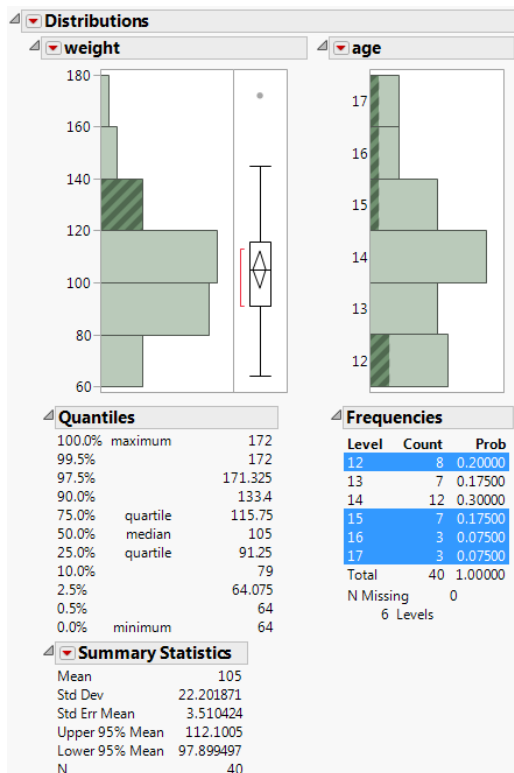 Distributions
weight
180
160
140
120
100
80
60
age
17
16
15
14
13
12
Quantiles
100.0% maximum 172
99.5% 172
97.5% 171.325
90.0% 133.4
75.0% quartile 115.75
50.0% median 105
25.0% quartile 91.25
10.0% 79
2.5% 64.075
0.5% 64
0.0% minimum 64
Frequencies
Level Count Prob
12 8 0.20000
13 7 0.17500
14 12 0.30000
15 7 0.17500
16 3 0.07500
17 3 0.07500
Total 40 1.00000
N Missing 0
6 Levels
Summary Statistics
Mean 105
Std Dev 22.201871
Std Err Mean 3.510424
Upper 95% Mean 112.1005
Lower 95% Mean 97.899497
N 40